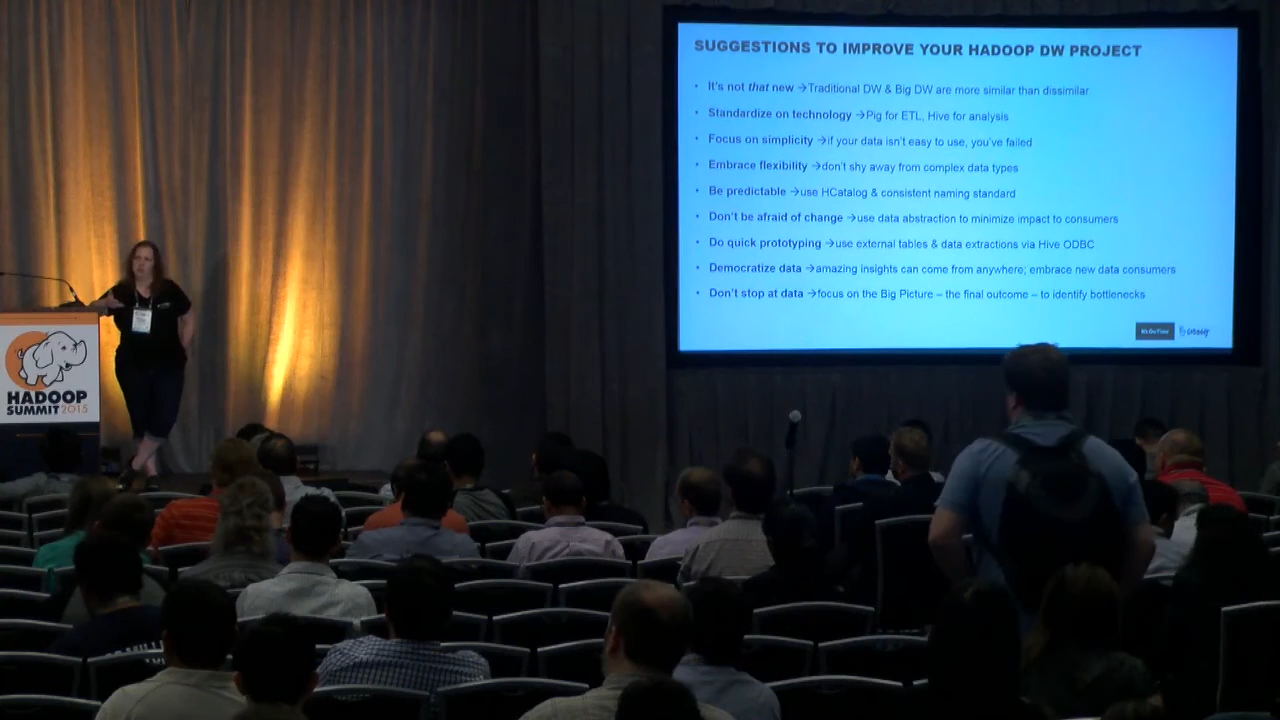 SUGGESTIONS TO IMPROVE YOUR HADOOP DW PROJECT
• It's not that new →Traditional DW & Big DW are more similar than dissimilar
• Standardize on technology →Pig for ETL, Hive for analysis
• Focus on simplicity →if your data isn't easy to use, you've failed
• Embrace flexibility →don't shy away from complex data types
• Be predictable →use HCatalog & consistent naming standard
• Don't be afraid of change →use data abstraction to minimize impact to consumers
• Do quick prototyping →use external tables & data extractions via Hive ODBC
• Democratize data →amazing insights can come from anywhere; embrace new data consumers
• Don't stop at data →focus on the Big Picture – the final outcome – to identify bottlenecks
It's Go Time
HADOOP
SUMMIT 2015